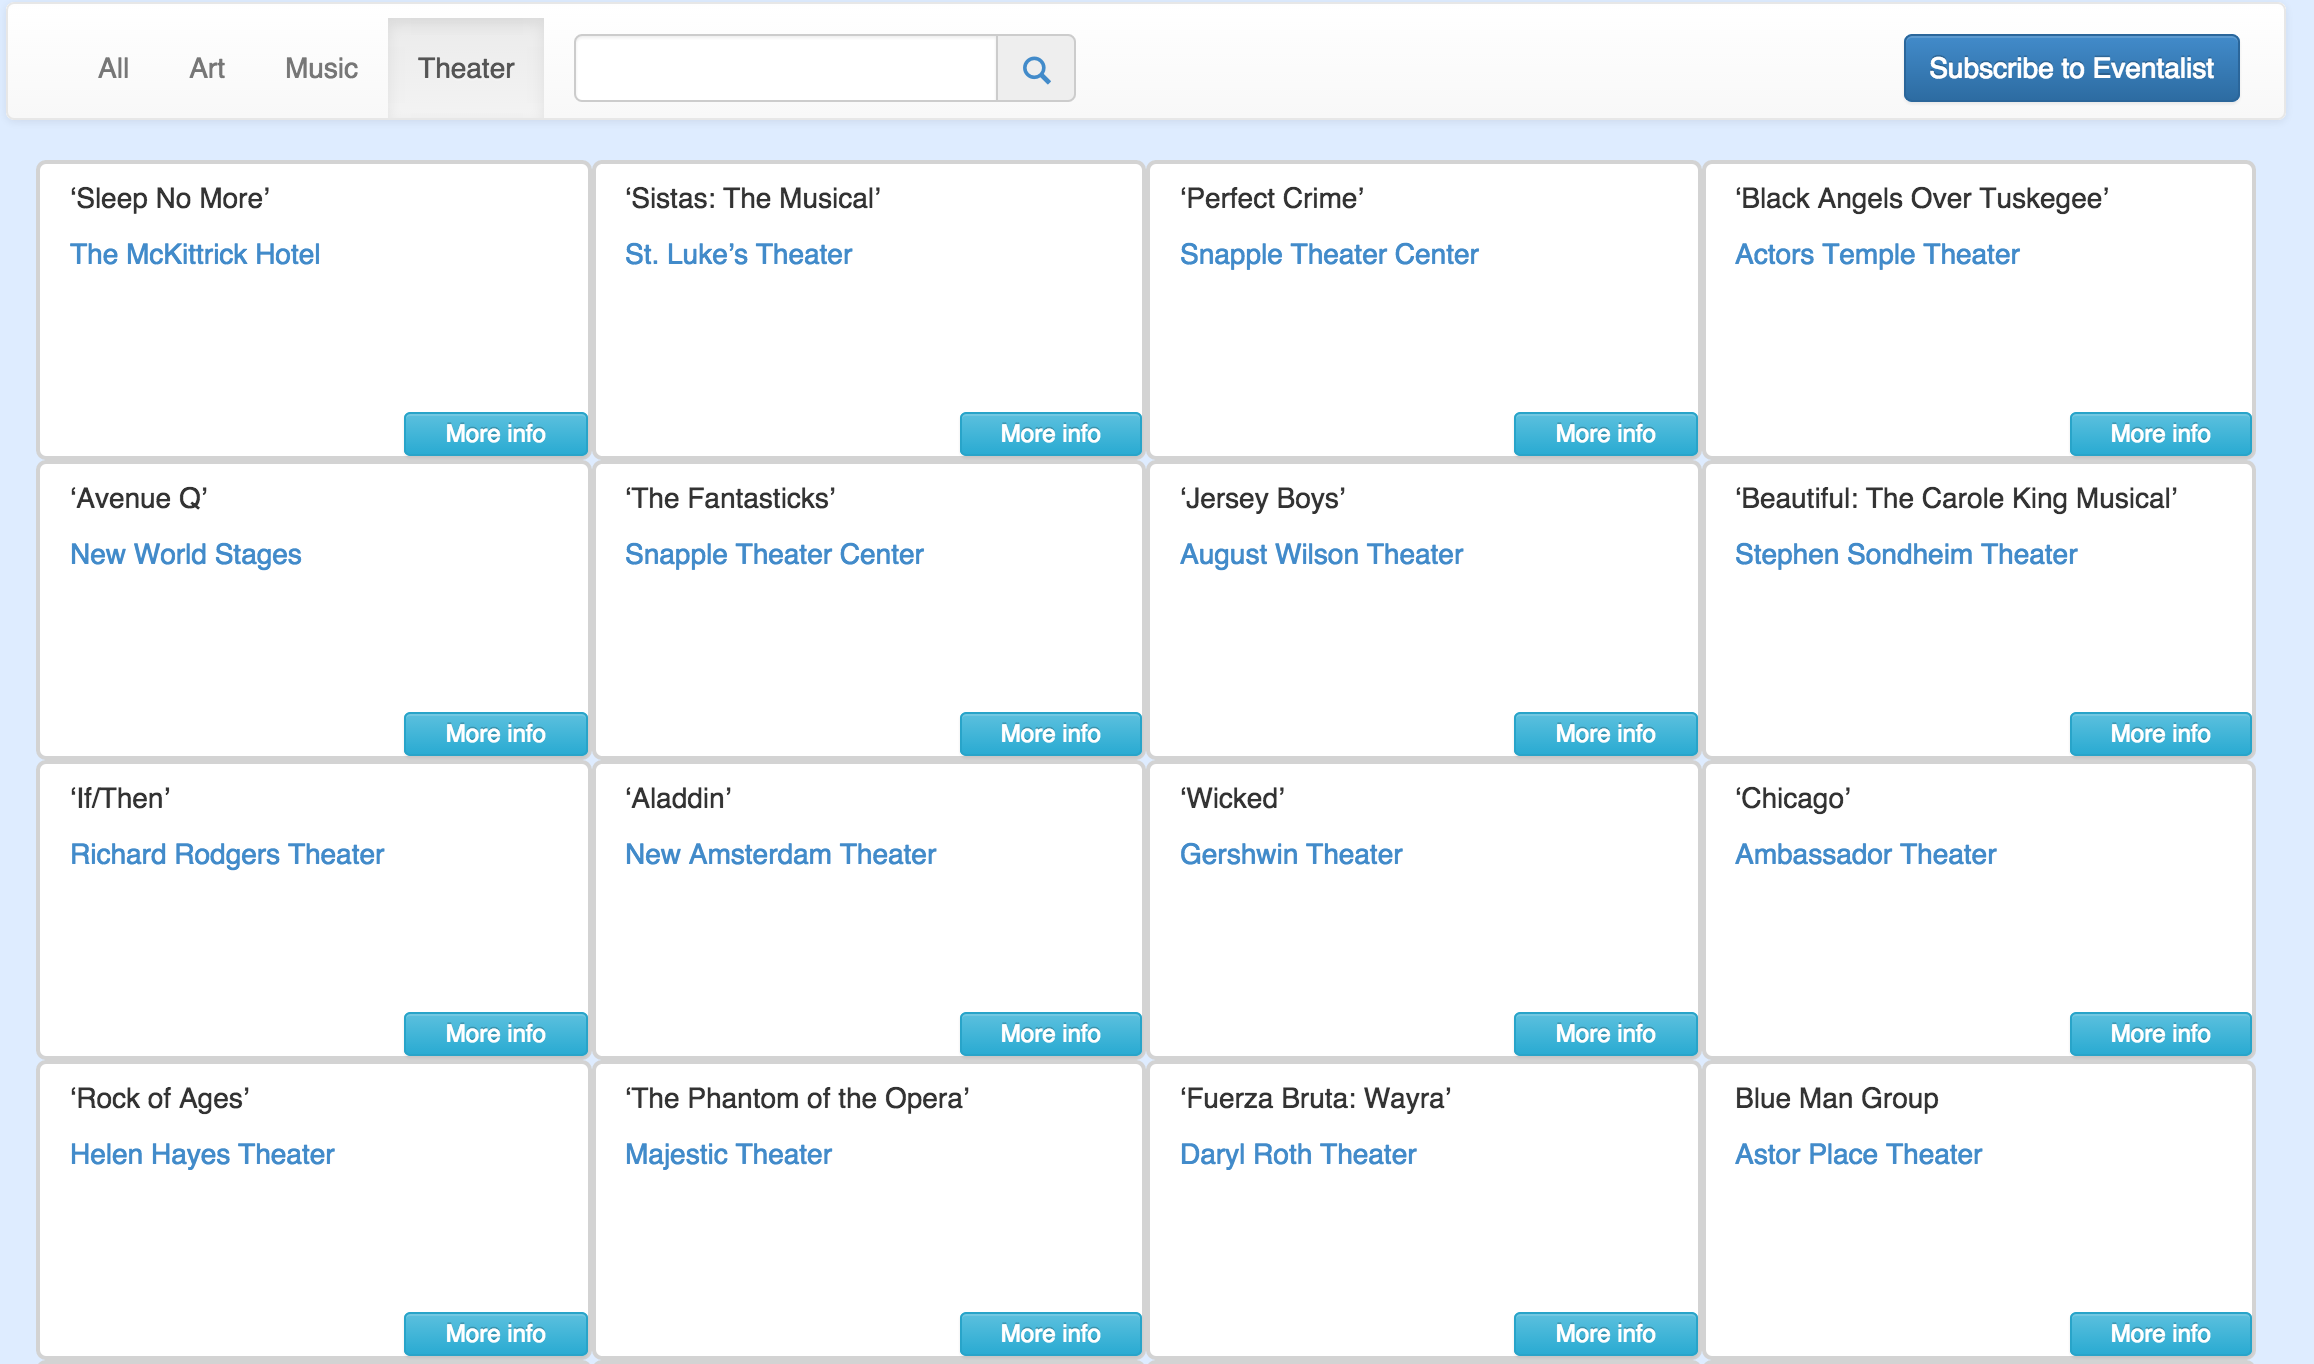 All
Art
Music
Theater
Subscribe to Eventalist
‘Sleep No More’
The McKittrick Hotel
More info
‘Sistas: The Musical’
St. Luke’s Theater
More info
‘Perfect Crime’
Snapple Theater Center
More info
‘Black Angels Over Tuskegee’
Actors Temple Theater
More info
‘Avenue Q’
New World Stages
More info
‘The Fantasticks’
Snapple Theater Center
More info
‘Jersey Boys’
August Wilson Theater
More info
‘Beautiful: The Carole King Musical’
Stephen Sondheim Theater
More info
‘If/Then’
Richard Rodgers Theater
More info
‘Aladdin’
New Amsterdam Theater
More info
‘Wicked’
Gershwin Theater
More info
‘Chicago’
Ambassador Theater
More info
‘Rock of Ages’
Helen Hayes Theater
More info
‘The Phantom of the Opera’
Majestic Theater
More info
‘Fuerza Bruta: Wayra’
Daryl Roth Theater
More info
Blue Man Group
Astor Place Theater
More info